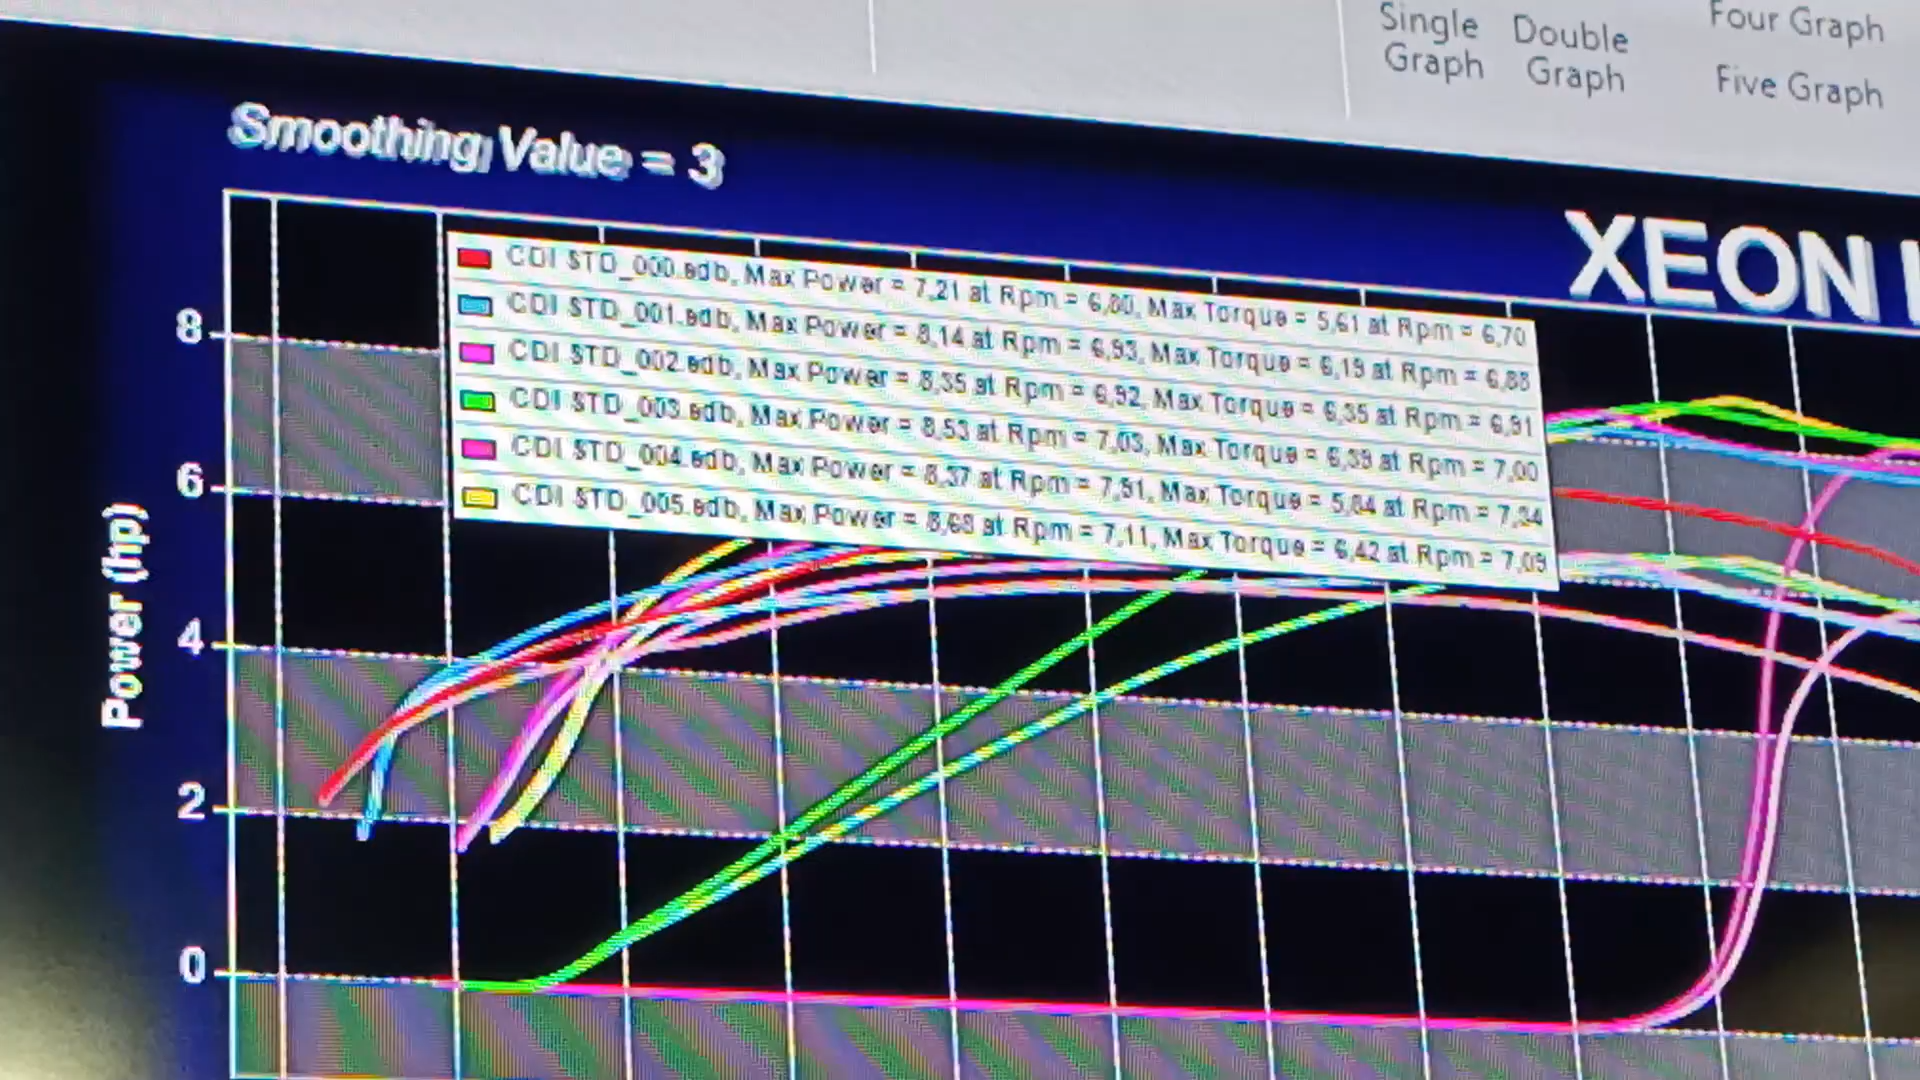 Single Graph
Double Graph
Four Graph
Five Graph
Smoothing Value = 3
XEON
CDI STD_000.sdb, Max Power = 7,21 at Rpm = 6,80, Max Torque = 5,61 at Rpm = 6,70
CDI STD_001.sdb, Max Power = 8,14 at Rpm = 6,93, Max Torque = 6,19 at Rpm = 6,88
CDI STD_002.sdb, Max Power = 8,35 at Rpm = 6,92, Max Torque = 6,35 at Rpm = 6,91
CDI STD_003.sdb, Max Power = 8,53 at Rpm = 7,03, Max Torque = 6,39 at Rpm = 7,00
CDI STD_004.sdb, Max Power = 8,37 at Rpm = 7,51, Max Torque = 5,84 at Rpm = 7,34
CDI STD_005.sdb, Max Power = 8,68 at Rpm = 7,11, Max Torque = 6,42 at Rpm = 7,09
Power (hp)
8
6
4
2
0